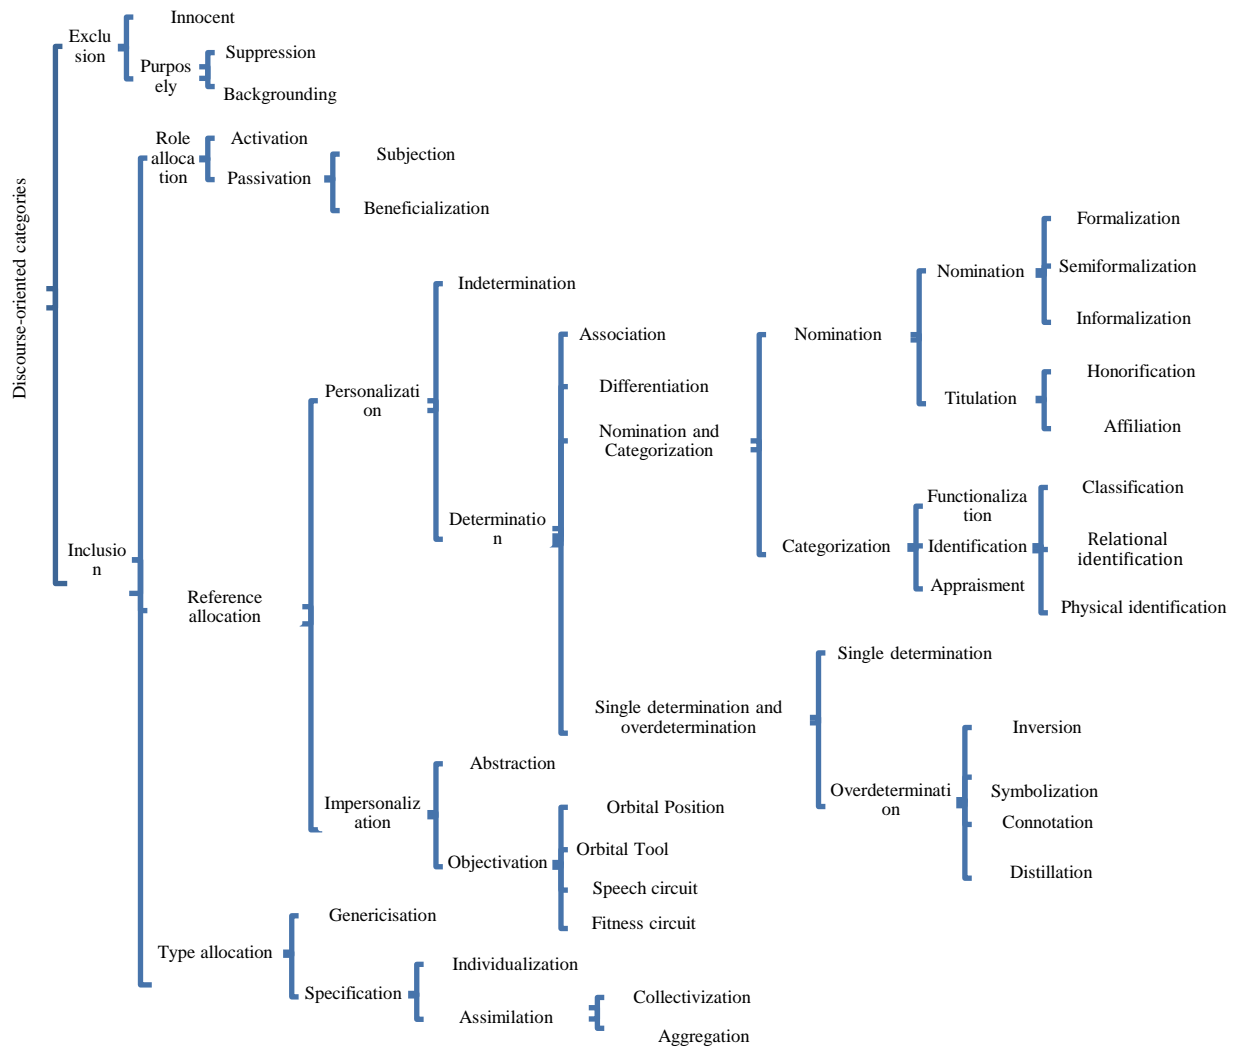 Discourse-oriented categories
Exclu
sion
Innocent
Purpos
ely
Suppression
Backgrounding
Inclusio
n
Role
alloca
tion
Activation
Passivation
Subjection
Beneficialization
Reference
allocation
Personalizati
on
Indetermination
Determinatio
n
Association
Differentiation
Nomination and
Categorization
Nomination
Nomination
Formalization
Semiformalization
Informalization
Titulation
Honorification
Affiliation
Categorization
Functionaliza
tion
Identification
Appraisment
Classification
Relational
identification
Physical identification
Single determination and
overdetermination
Single determination
Overdeterminati
on
Inversion
Symbolization
Connotation
Distillation
Impersonaliz
ation
Abstraction
Objectivation
Orbital Position
Orbital Tool
Speech circuit
Fitness circuit
Type allocation
Genericisation
Specification
Individualization
Assimilation
Collectivization
Aggregation